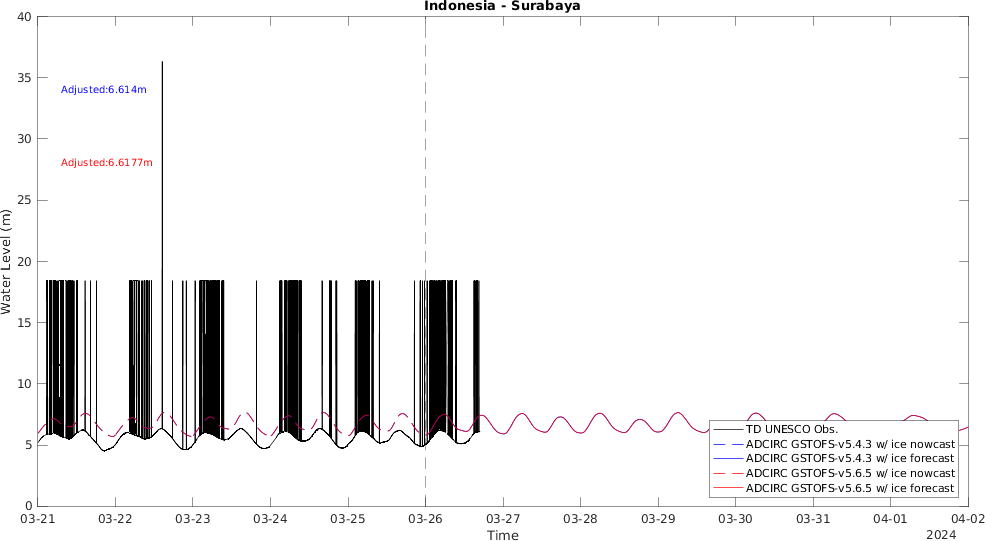 Indonesia - Surabaya
40
35
30
25
20
15
10
5
0
Water Level (m)
Adjusted:6.614m
Adjusted:6.6177m
TD UNESCO Obs.
ADCIRC GSTOFS-v5.4.3 w/ ice nowcast
ADCIRC GSTOFS-v5.4.3 w/ ice forecast
ADCIRC GSTOFS-v5.6.5 w/ ice nowcast
ADCIRC GSTOFS-v5.6.5 w/ ice forecast
03-21 03-22 03-23 03-24 03-25 03-26 03-27 03-28 03-29 03-30 03-31 04-01 04-02
Time
2024